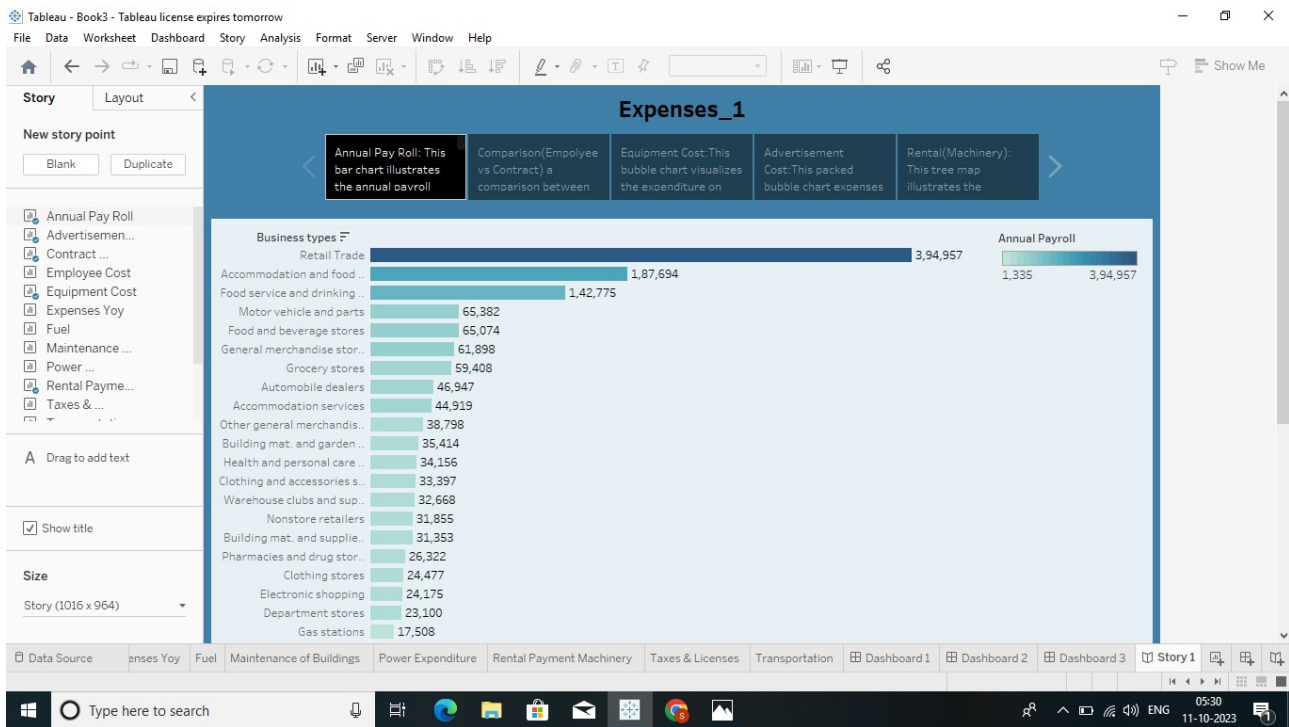 Tableau - Book3 - Tableau license expires tomorrow
File Data Worksheet Dashboard Story Analysis Format Server Window Help
Show Me
Story Layout
New story point
Blank Duplicate
Annual Pay Roll
Advertisemen...
Contract ...
Employee Cost
Equipment Cost
Expenses Yoy
Fuel
Maintenance ...
Power ...
Rental Payme...
Taxes & ...
A Drag to add text
Show title
Size
Story (1016 x 964)
Expenses_1
Annual Pay Roll: This
bar chart illustrates
the annual payroll
Comparison(Empolyee
vs Contract) a
comparison between
Equipment Cost:This
bubble chart visualizes
the expenditure on
Advertisement
Cost:This packed
bubble chart expenses
Rental(Machinery):
This tree map
illustrates the
Business types
Retail Trade 3,94,957
Accommodation and food .. 1,87,694
Food service and drinking .. 1,42,775
Motor vehicle and parts 65,382
Food and beverage stores 65,074
General merchandise stor.. 61,898
Grocery stores 59,408
Automobile dealers 46,947
Accommodation services 44,919
Other general merchandis.. 38,798
Building mat. and garden .. 35,414
Health and personal care .. 34,156
Clothing and accessories s.. 33,397
Warehouse clubs and sup.. 32,668
Nonstore retailers 31,855
Building mat. and supplie.. 31,353
Pharmacies and drug stor.. 26,322
Clothing stores 24,477
Electronic shopping 24,175
Department stores 23,100
Gas stations 17,508
Annual Payroll
1,335 3,94,957
Data Source enses Yoy Fuel Maintenance of Buildings Power Expenditure Rental Payment Machinery Taxes & Licenses Transportation Dashboard 1 Dashboard 2 Dashboard 3 Story 1
Type here to search
ENG
05:30
11-10-2023